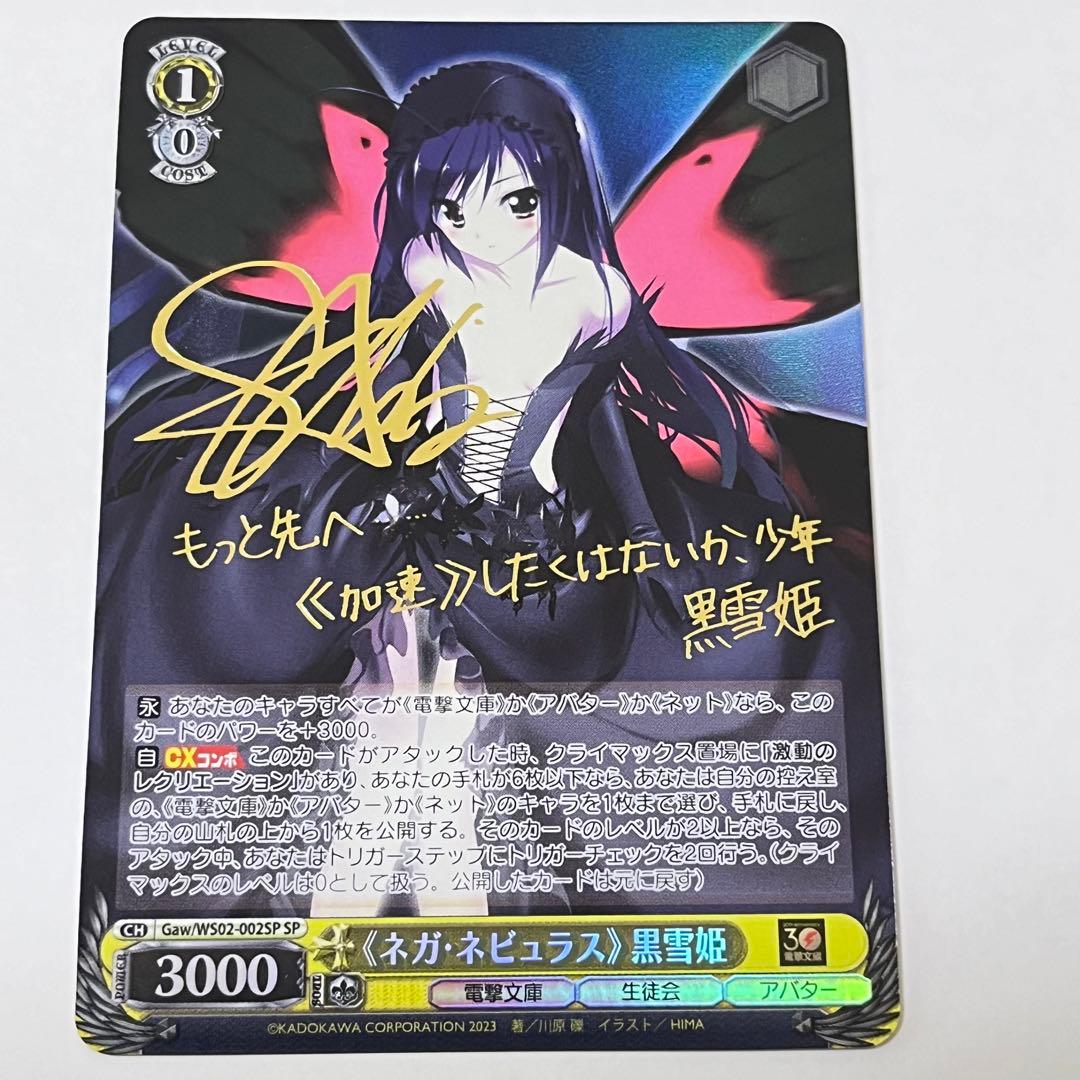 LEVEL
1
0
COST
もっと先へ……
《加速》したくはないか、少年
黒雪姫
永 あなたのキャラすべてが《電撃文庫》か《アバター》か《ネット》なら、この
カードのパワーを+3000。
自 CXコンボ このカードがアタックした時、クライマックス置場に「激動の
レクリエーション」があり、あなたの手札が6枚以下なら、あなたは自分の控え室
の、《電撃文庫》か《アバター》か《ネット》のキャラを1枚まで選び、手札に戻し、
自分の山札の上から1枚を公開する。そのカードのレベルが2以上なら、その
アタック中、あなたはトリガーステップにトリガーチェックを2回行う。(クライ
マックスのレベルは0として扱う。公開したカードは元に戻す)
CH Gaw/WS02-002SP SP
《ネガ・ネビュラス》黒雪姫
30
電撃文庫
POWER
3000
SOUL
電撃文庫 生徒会 アバター
©KADOKAWA CORPORATION 2023 著/川原 礫 イラスト/HIMA